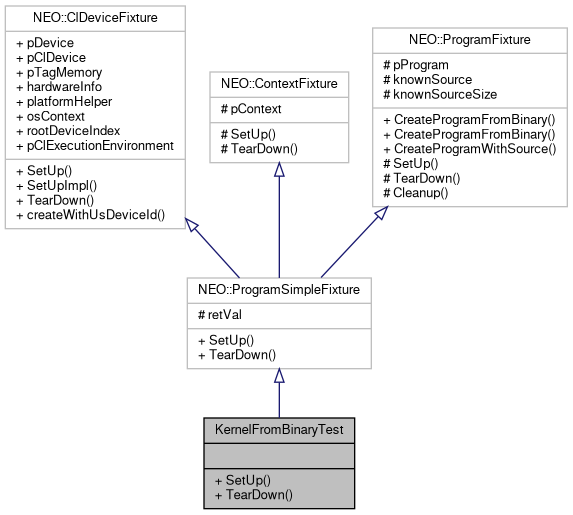 NEO::ClDeviceFixture
+ pDevice
+ pClDevice
+ pTagMemory
+ hardwareInfo
+ platformHelper
+ osContext
+ rootDeviceIndex
+ pClExecutionEnvironment
+ SetUp()
+ SetUpImpl()
+ TearDown()
+ createWithUsDeviceId()
NEO::ContextFixture
# pContext
# SetUp()
# TearDown()
NEO::ProgramFixture
# pProgram
# knownSource
# knownSourceSize
+ CreateProgramFromBinary()
+ CreateProgramFromBinary()
+ CreateProgramWithSource()
# SetUp()
# TearDown()
# Cleanup()
NEO::ProgramSimpleFixture
# retVal
+ SetUp()
+ TearDown()
KernelFromBinaryTest
+ SetUp()
+ TearDown()